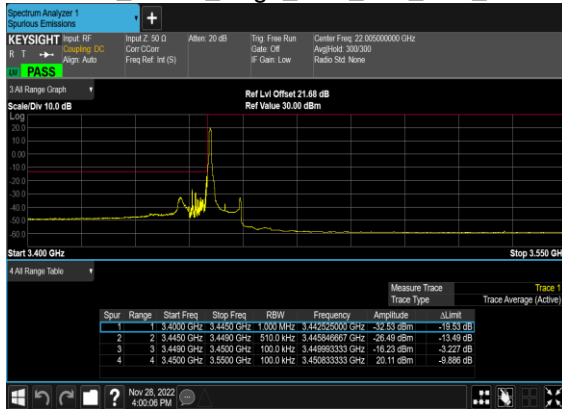 Spectrum Analyzer 1
Spurious Emissions
+
KEYSIGHT Input: RF Input Z: 50 Ω Atten: 20 dB Trig: Free Run Center Freq: 22.005000000 GHz
R T Coupling: DC Corr CCorr Gate: Off Avg|Hold: 300/300
Align: Auto Freq Ref: Int (S) IF Gain: Low Radio Std: None
PASS
3 All Range Graph
Ref Lvl Offset 21.68 dB
Scale/Div 10.0 dB Ref Value 30.00 dBm
Log
20.0
10.0
0.00
-10.0
-20.0
-30.0
-40.0
-50.0
-60.0
Start 3.400 GHz Stop 3.550 GH
4 All Range Table
Measure Trace Trace 1
Trace Type Trace Average (Active)
Spur Range Start Freq Stop Freq RBW Frequency Amplitude ΔLimit
1 1 3.4000 GHz 3.4450 GHz 1.000 MHz 3.442525000 GHz -32.53 dBm -19.53 dB
2 2 3.4450 GHz 3.4490 GHz 510.0 kHz 3.445846667 GHz -26.49 dBm -13.49 dB
3 3 3.4490 GHz 3.4500 GHz 100.0 kHz 3.449993333 GHz -16.23 dBm -3.227 dB
4 4 3.4500 GHz 3.5500 GHz 100.0 kHz 3.450833333 GHz 20.11 dBm -9.886 dB
? Nov 28, 2022
4:00:06 PM